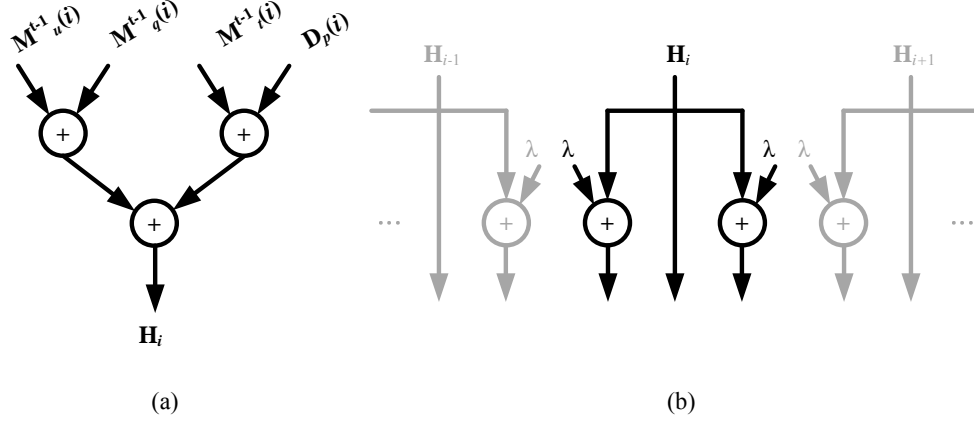 M^{t-1}_u(i) M^{t-1}_q(i) M^{t-1}_r(i) D_p(i)
+ +
+
H_i
(a)
H_{i-1} H_i H_{i+1}
λ λ λ λ
... + + + + ...
(b)